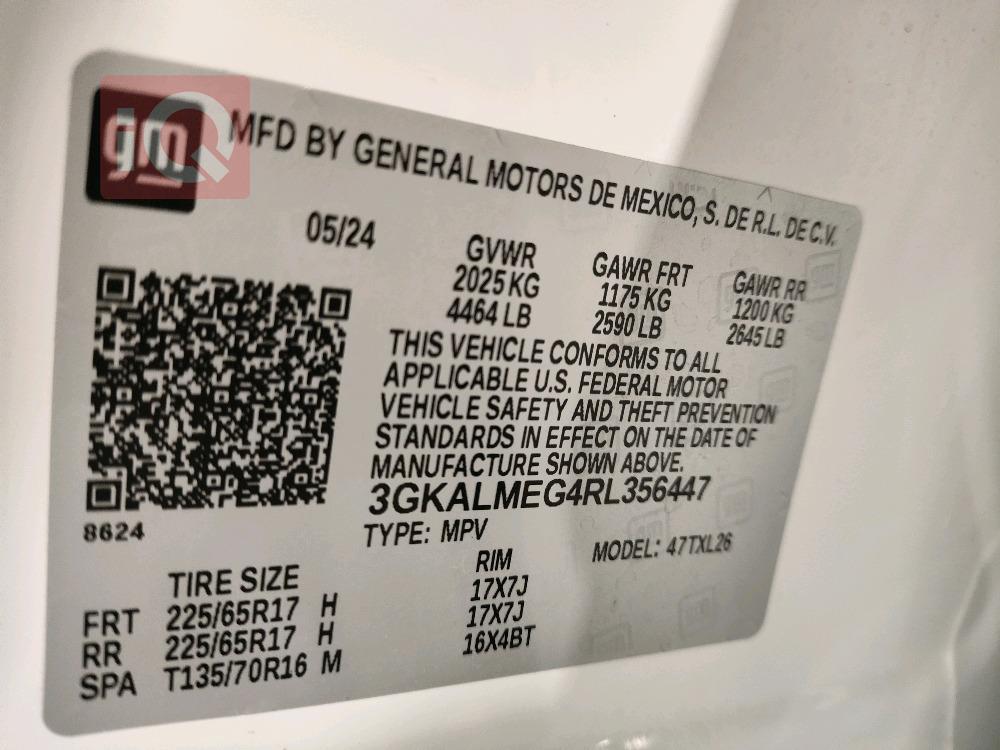 gm
IQ
MFD BY GENERAL MOTORS DE MEXICO, S. DE R.L. DE C.V.
05/24
GVWR GAWR FRT GAWR RR
2025 KG 1175 KG 1200 KG
4464 LB 2590 LB 2645 LB
THIS VEHICLE CONFORMS TO ALL
APPLICABLE U.S. FEDERAL MOTOR
VEHICLE SAFETY AND THEFT PREVENTION
STANDARDS IN EFFECT ON THE DATE OF
MANUFACTURE SHOWN ABOVE.
3GKALMEG4RL356447
8624
TYPE: MPV MODEL: 47TXL26
TIRE SIZE RIM
FRT 225/65R17 H 17X7J
RR 225/65R17 H 17X7J
SPA T135/70R16 M 16X4BT